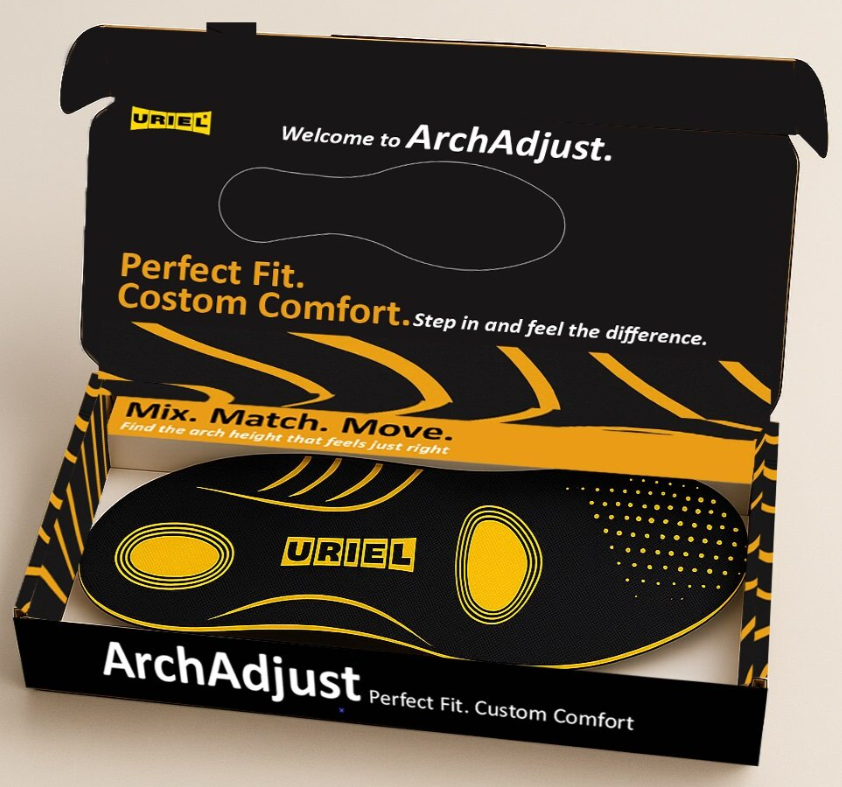 URIEL
Welcome to ArchAdjust.
Perfect Fit.
Costom Comfort.
Step in and feel the difference.
Mix. Match. Move.
Find the arch height that feels just right
URIEL
ArchAdjust
Perfect Fit. Custom Comfort